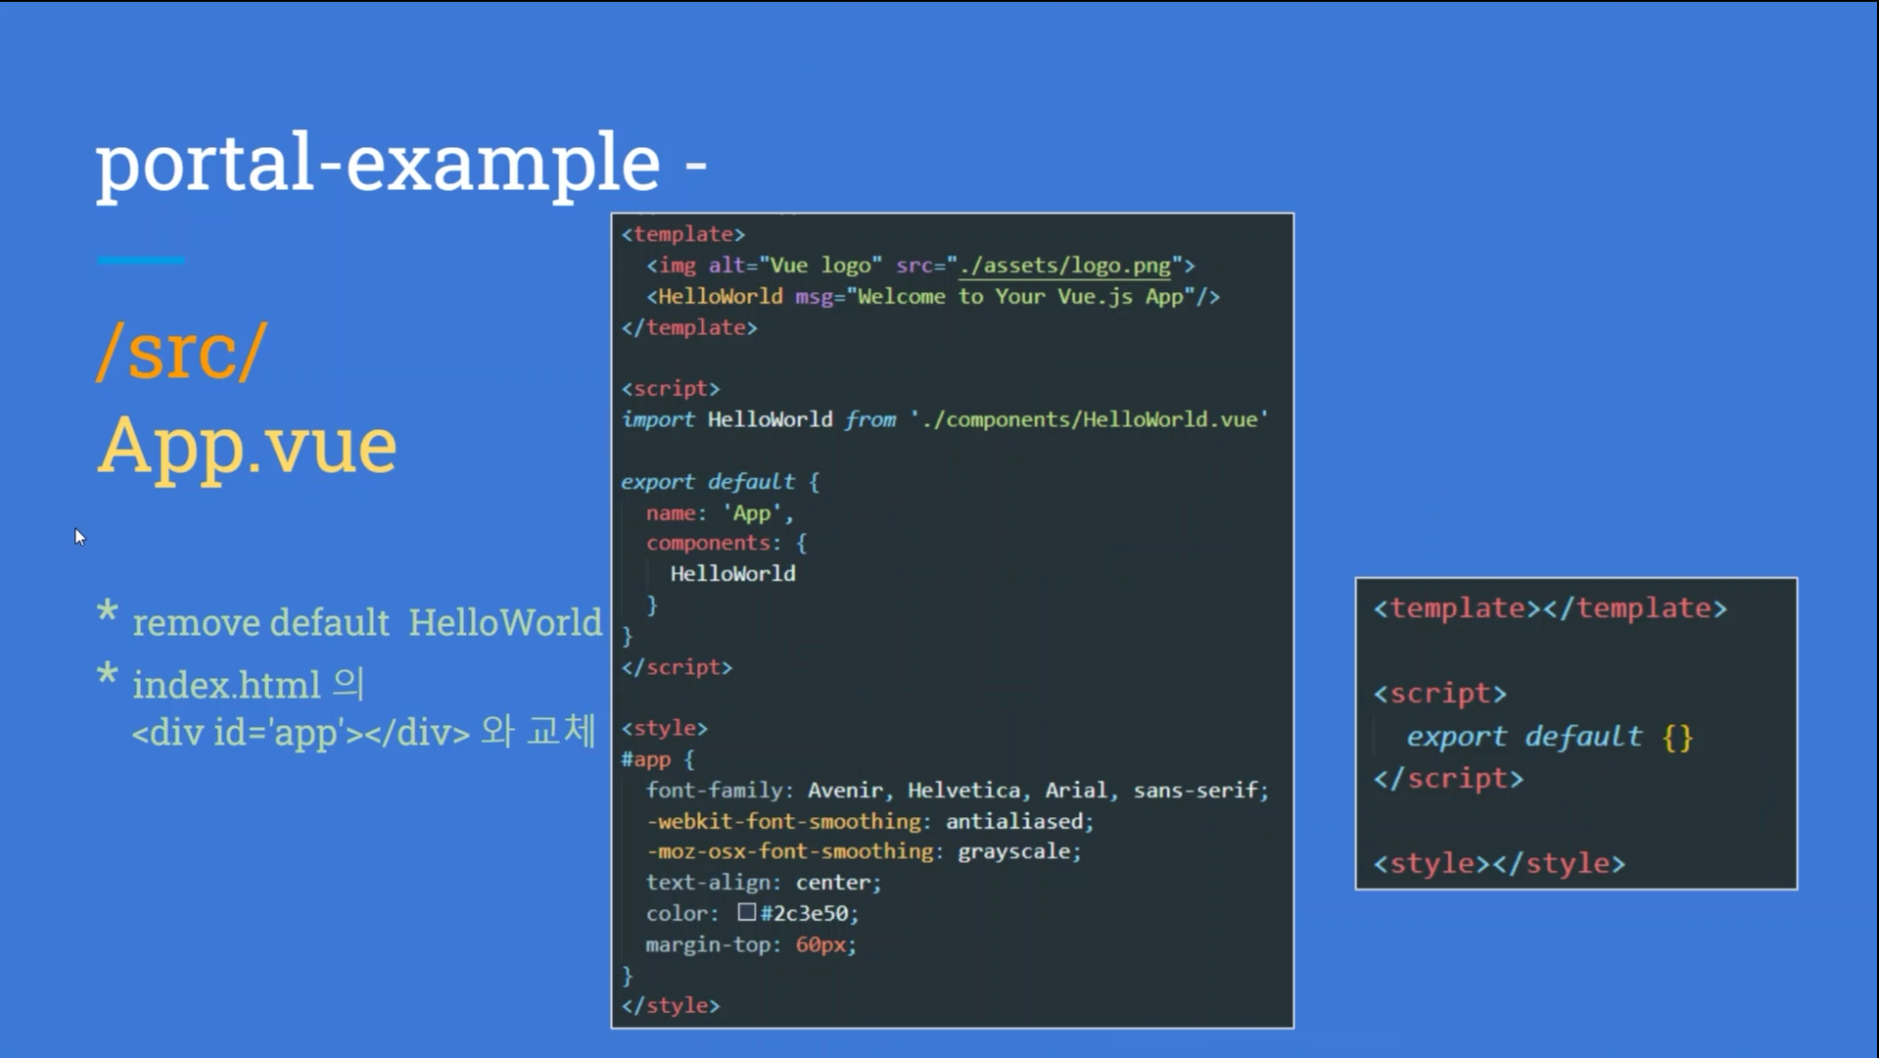 portal-example -
/src/
App.vue
* remove default  HelloWorld
* index.html 의
<div id='app'></div> 와 교체
<template>
  <img alt="Vue logo" src="./assets/logo.png">
  <HelloWorld msg="Welcome to Your Vue.js App"/>
</template>

<script>
import HelloWorld from './components/HelloWorld.vue'

export default {
  name: 'App',
  components: {
    HelloWorld
  }
}
</script>

<style>
#app {
  font-family: Avenir, Helvetica, Arial, sans-serif;
  -webkit-font-smoothing: antialiased;
  -moz-osx-font-smoothing: grayscale;
  text-align: center;
  color: #2c3e50;
  margin-top: 60px;
}
</style>
<template></template>

<script>
  export default {}
</script>

<style></style>